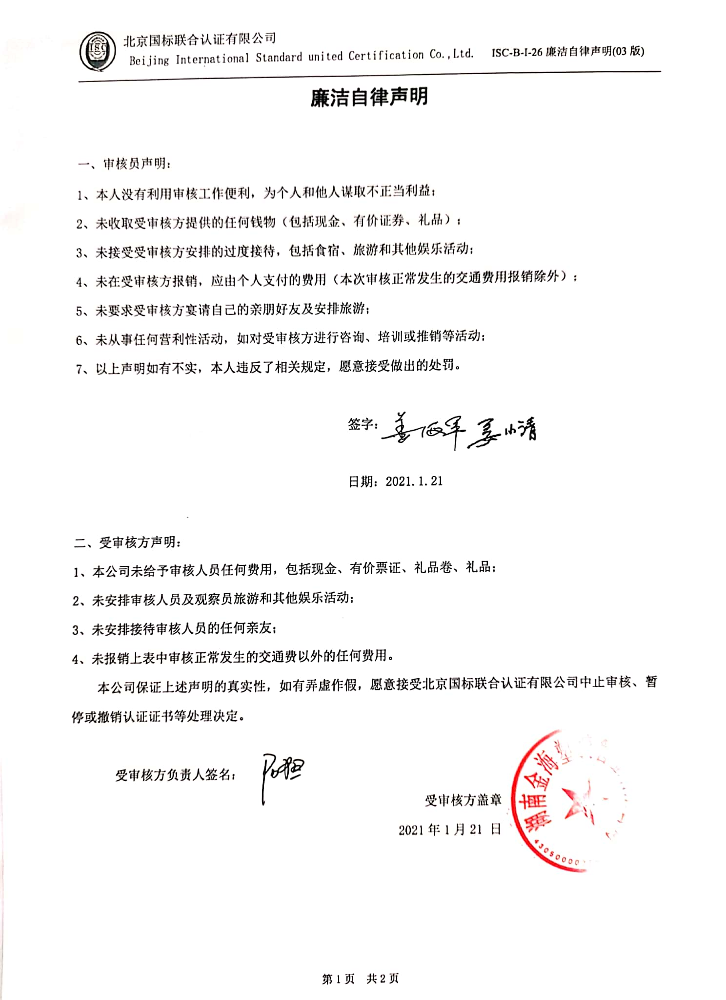 ISC
北京国标联合认证有限公司
Beijing International Standard united Certification Co.,Ltd.    ISC-B-I-26 廉洁自律声明(03 版)
廉洁自律声明
一、审核员声明：
1、本人没有利用审核工作便利，为个人和他人谋取不正当利益；
2、未收取受审核方提供的任何钱物（包括现金、有价证券、礼品）；
3、未接受受审核方安排的过度接待，包括食宿、旅游和其他娱乐活动；
4、未在受审核方报销，应由个人支付的费用（本次审核正常发生的交通费用报销除外）；
5、未要求受审核方宴请自己的亲朋好友及安排旅游；
6、未从事任何营利性活动，如对受审核方进行咨询、培训或推销等活动；
7、以上声明如有不实，本人违反了相关规定，愿意接受做出的处罚。
签字：姜海军 姜小清
日期：2021.1.21
二、受审核方声明：
1、本公司未给予审核人员任何费用，包括现金、有价票证、礼品卷、礼品；
2、未安排审核人员及观察员旅游和其他娱乐活动；
3、未安排接待审核人员的任何亲友；
4、未报销上表中审核正常发生的交通费以外的任何费用。
本公司保证上述声明的真实性，如有弄虚作假，愿意接受北京国标联合认证有限公司中止审核、暂
停或撤销认证证书等处理决定。
受审核方负责人签名：
受审核方盖章
2021 年 1 月 21 日
湖南金海塑
43050000
第 1 页 共 2 页